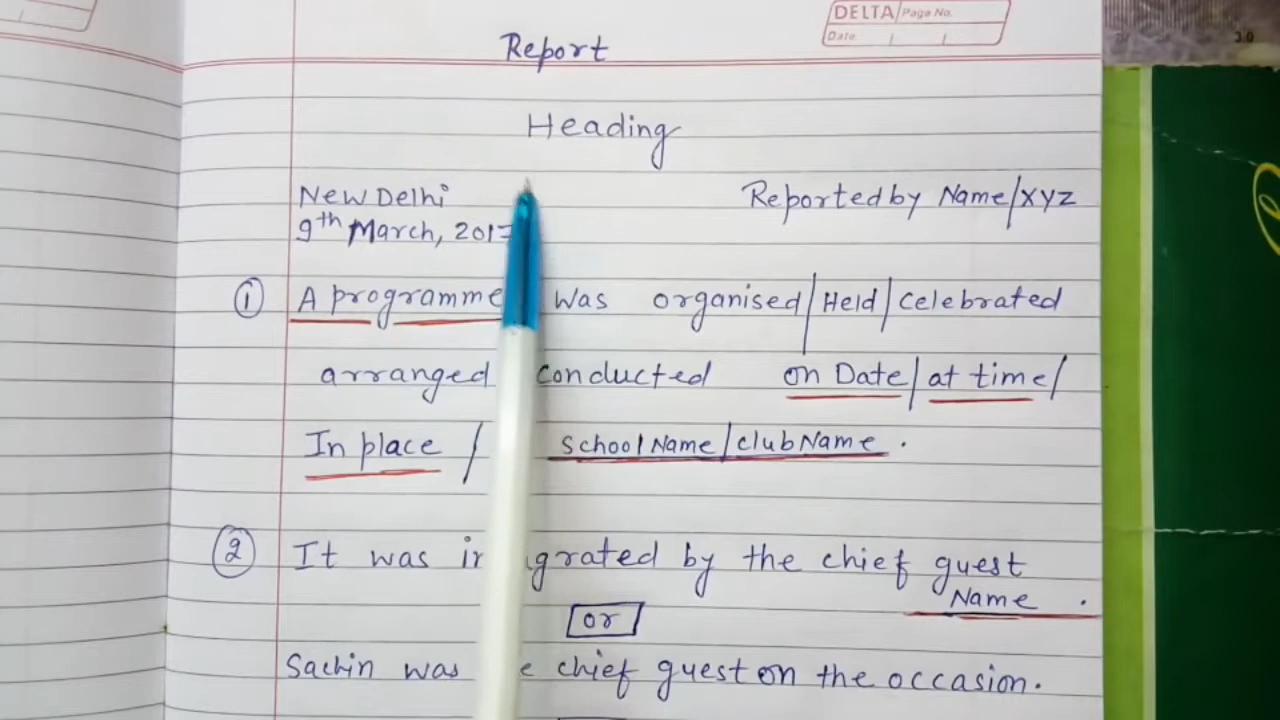 DELTA Page No.
Date
Report
Heading
New Delhi Reported by Name/XYZ
9th March, 201
① A programme was organised/Held/celebrated
arranged conducted on Date/at time/
In place / School Name/club Name.
② It was in grated by the chief guest
Name.
or
Sachin was chief guest on the occasion.